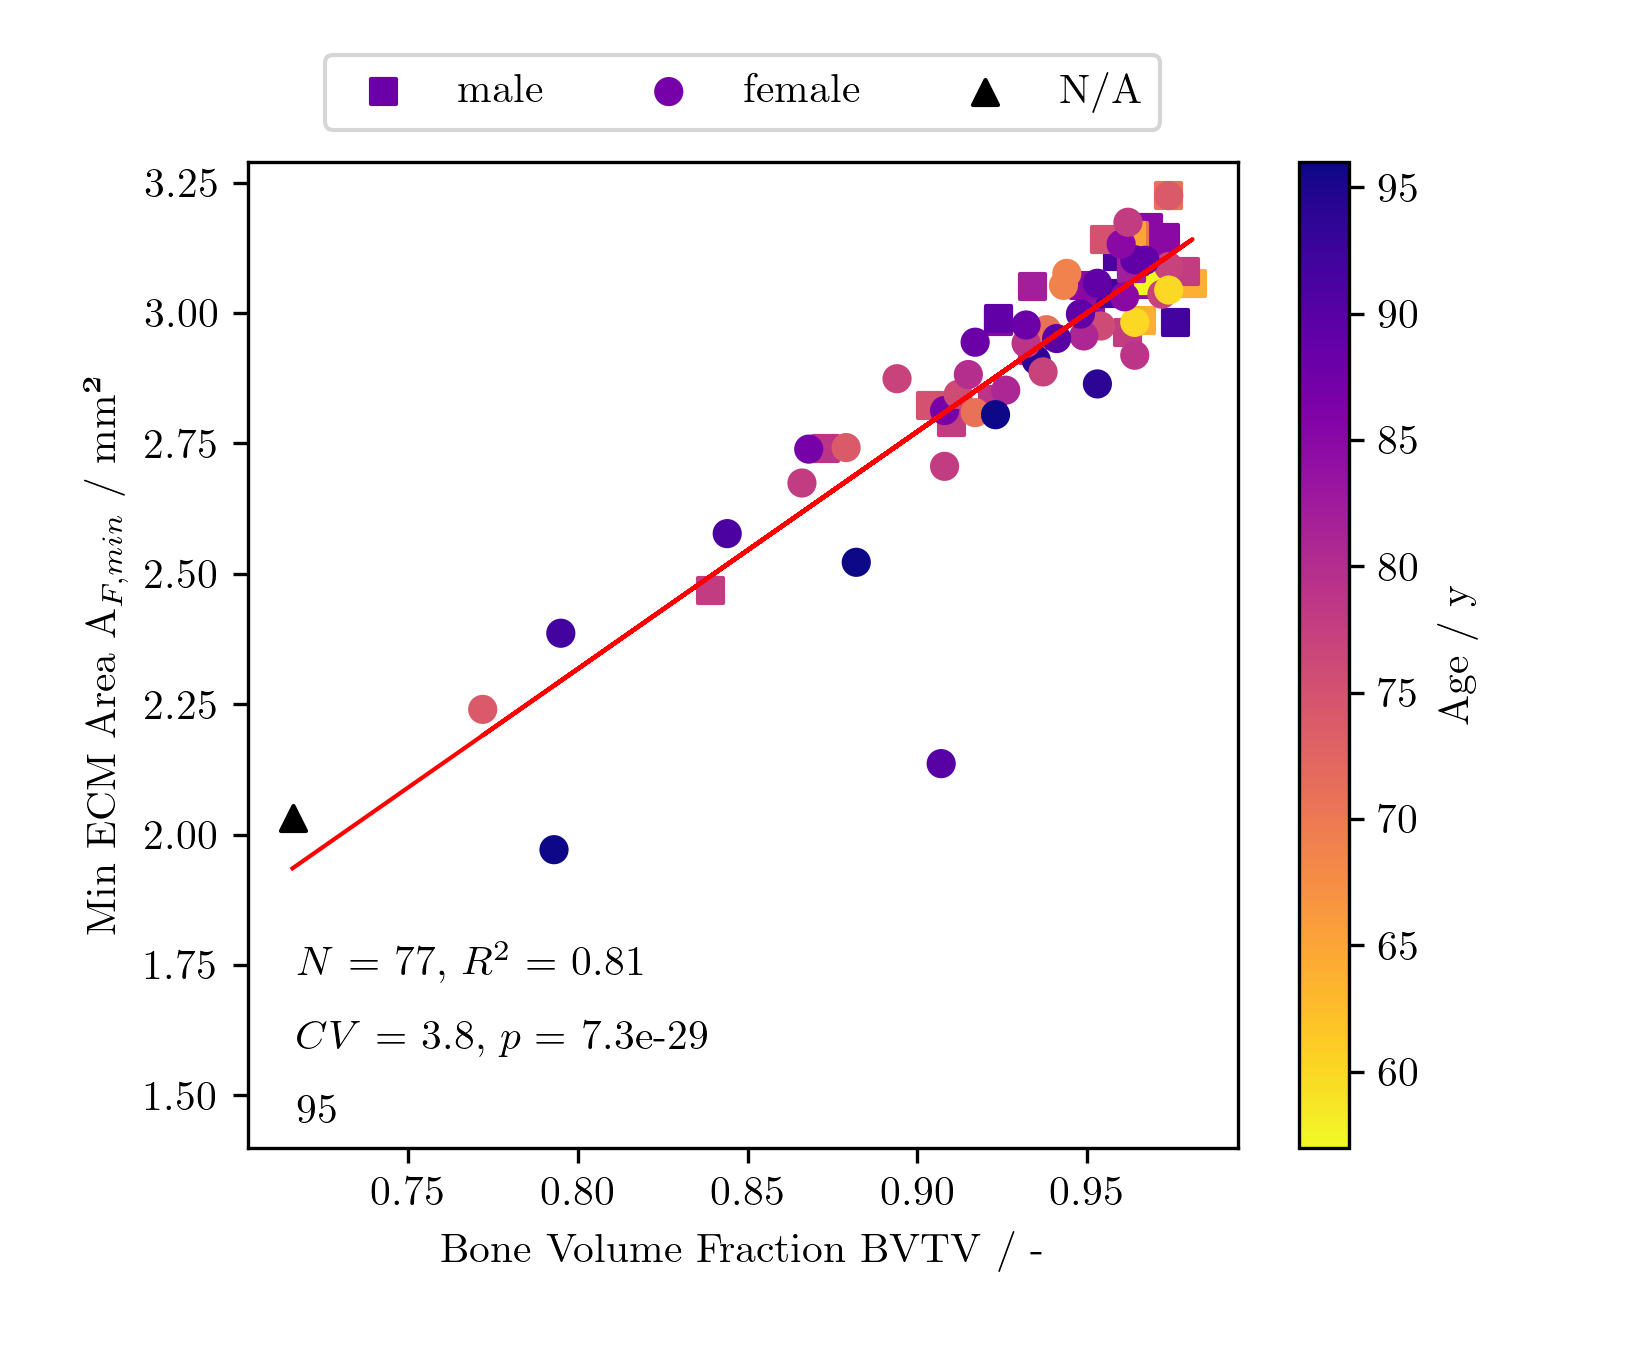 male female N/A
3.25
3.00
2.75
2.50
2.25
2.00
1.75
1.50
Min ECM Area A_{F,min} / mm²
N = 77, R² = 0.81
CV = 3.8, p = 7.3e-29
95
0.75 0.80 0.85 0.90 0.95
Bone Volume Fraction BVTV / -
95
90
85
80
75
70
65
60
Age / y